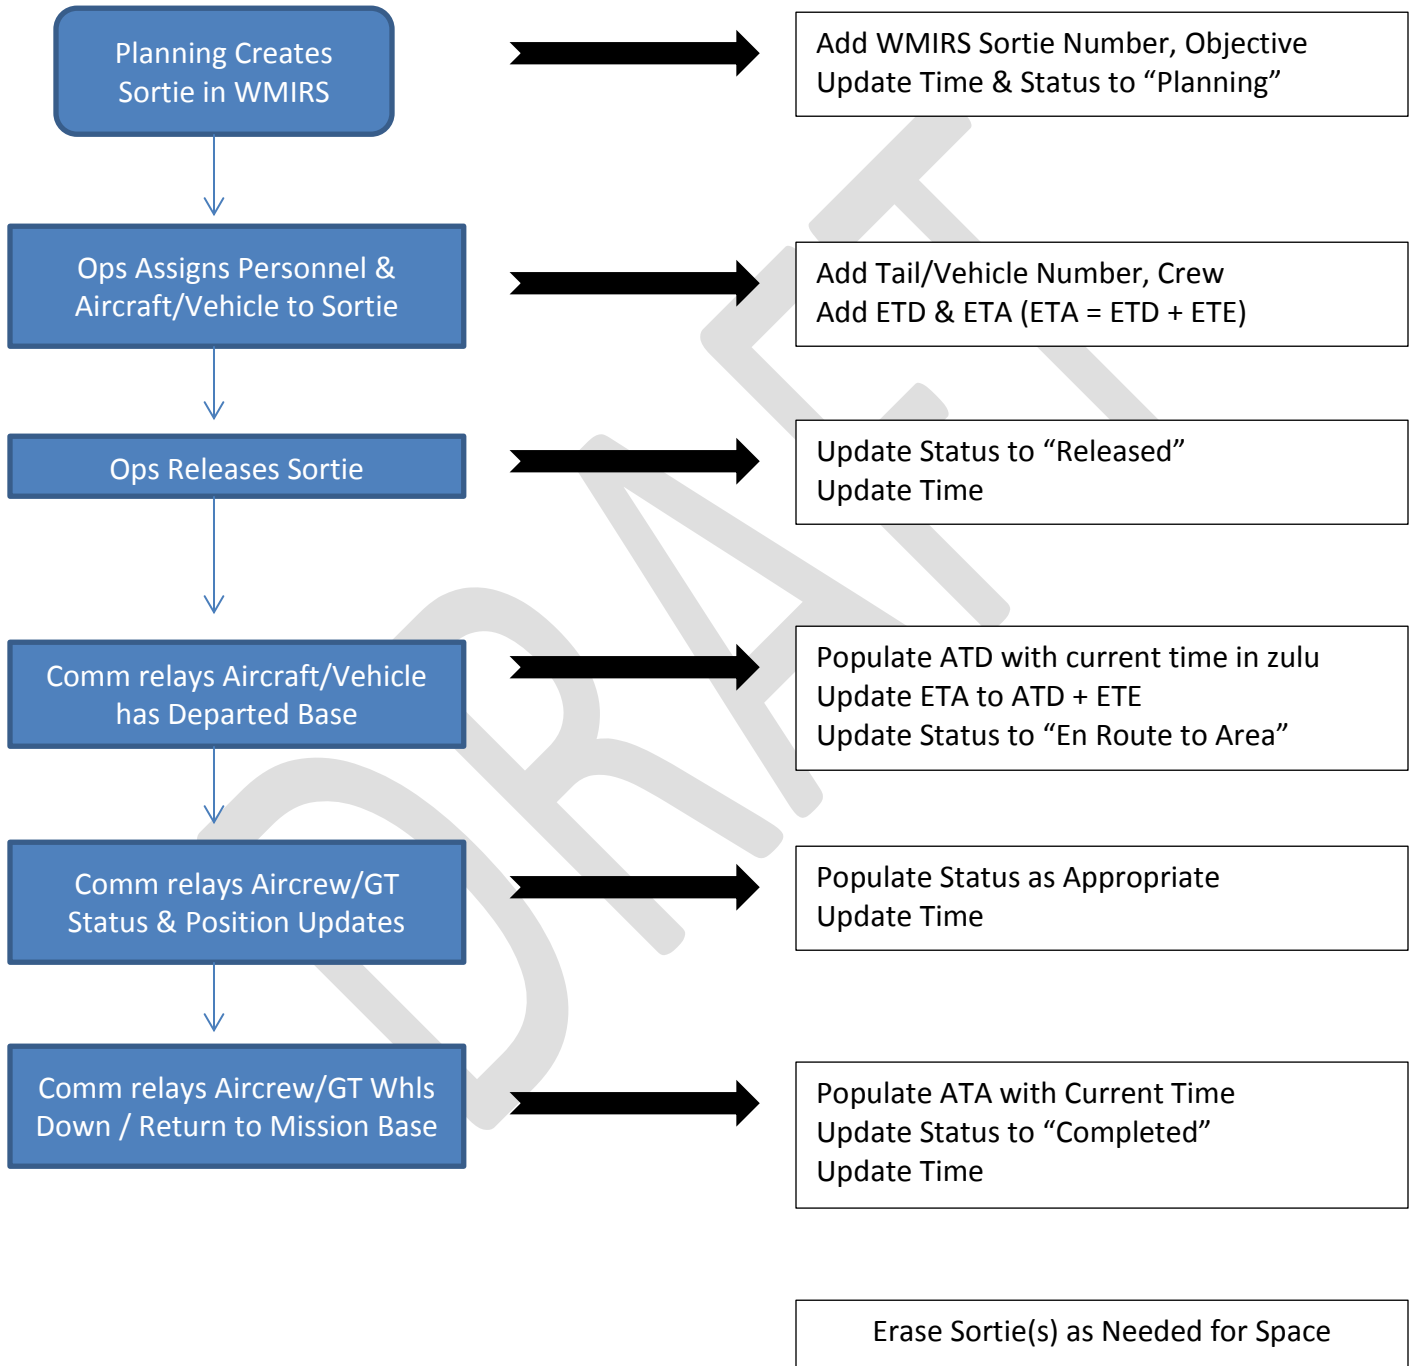 Planning Creates
Sortie in WMIRS
Add WMIRS Sortie Number, Objective
Update Time & Status to “Planning”
Ops Assigns Personnel &
Aircraft/Vehicle to Sortie
Add Tail/Vehicle Number, Crew
Add ETD & ETA (ETA = ETD + ETE)
Ops Releases Sortie
Update Status to “Released”
Update Time
Comm relays Aircraft/Vehicle
has Departed Base
Populate ATD with current time in zulu
Update ETA to ATD + ETE
Update Status to “En Route to Area”
Comm relays Aircrew/GT
Status & Position Updates
Populate Status as Appropriate
Update Time
Comm relays Aircrew/GT Whls
Down / Return to Mission Base
Populate ATA with Current Time
Update Status to “Completed”
Update Time
Erase Sortie(s) as Needed for Space
DRAFT